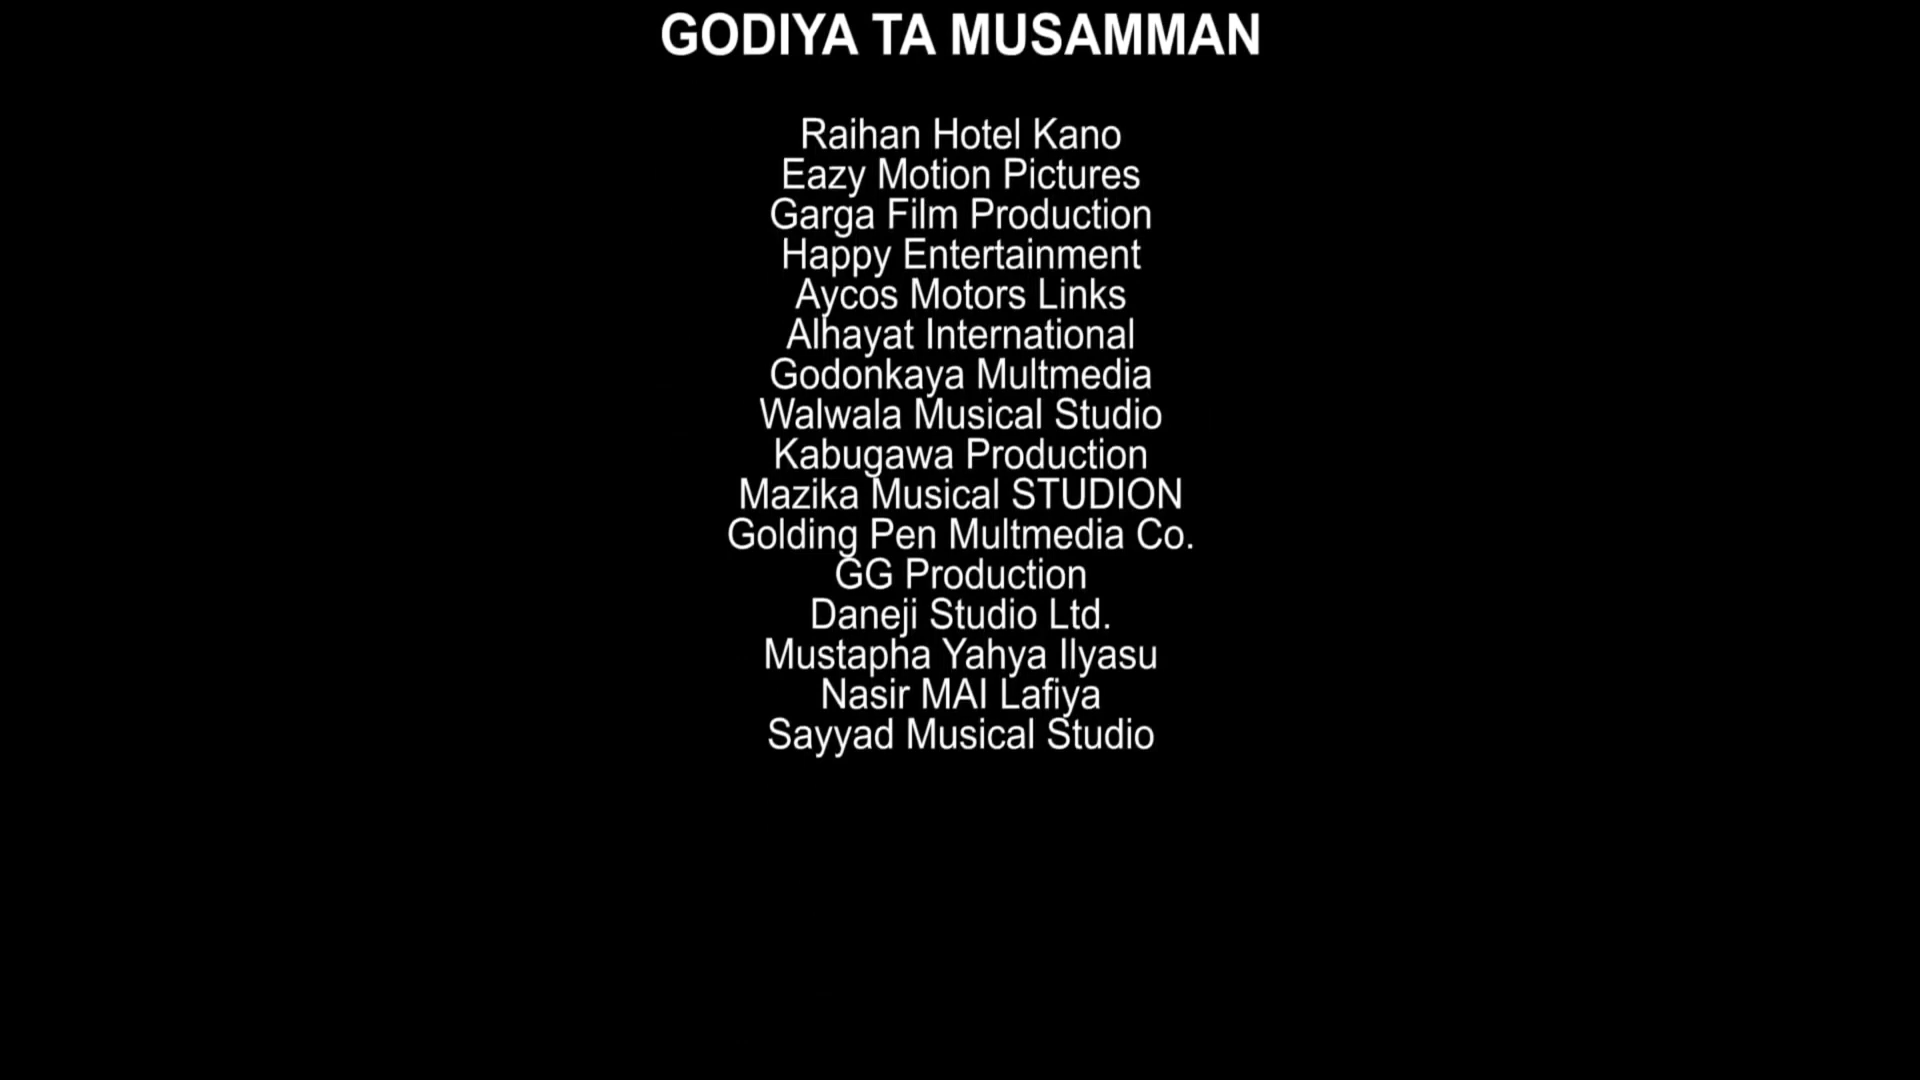 GODIYA TA MUSAMMAN
Raihan Hotel Kano
Eazy Motion Pictures
Garga Film Production
Happy Entertainment
Aycos Motors Links
Alhayat International
Godonkaya Multmedia
Walwala Musical Studio
Kabugawa Production
Mazika Musical STUDION
Golding Pen Multmedia Co.
GG Production
Daneji Studio Ltd.
Mustapha Yahya Ilyasu
Nasir MAI Lafiya
Sayyad Musical Studio